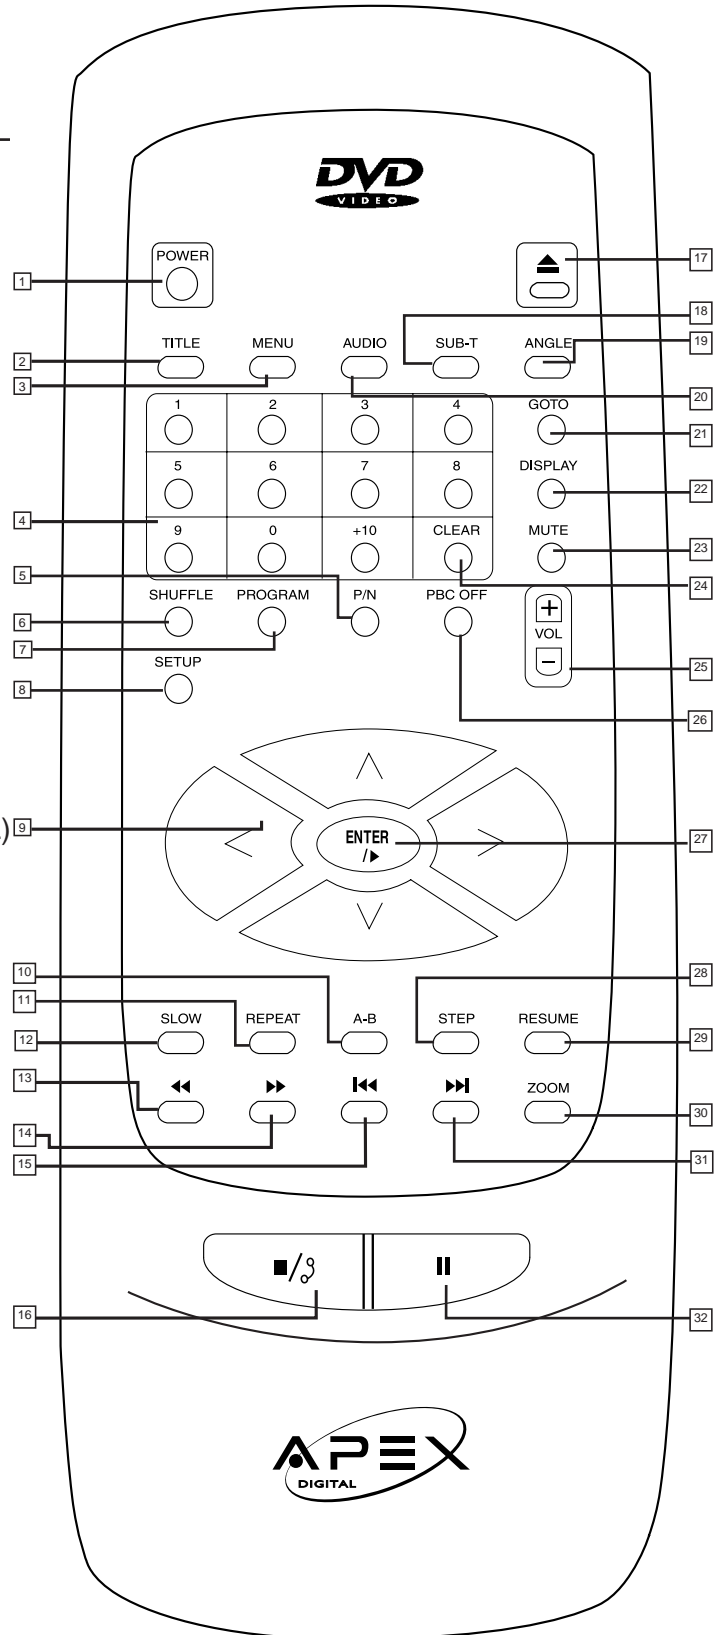 DVD
VIDEO
POWER
1
17
18
TITLE MENU AUDIO SUB-T ANGLE
19
2
3
20
1 2 3 4 GOTO
21
5 6 7 8 DISPLAY
22
4
9 0 +10 CLEAR MUTE
23
5
24
SHUFFLE PROGRAM P/N PBC OFF
6
VOL
7
SETUP
25
8
26
)
9
ENTER
/
27
10
28
11
SLOW REPEAT A-B STEP RESUME
12
29
13
ZOOM
30
14
15
31
/
16
32
APEX
DIGITAL